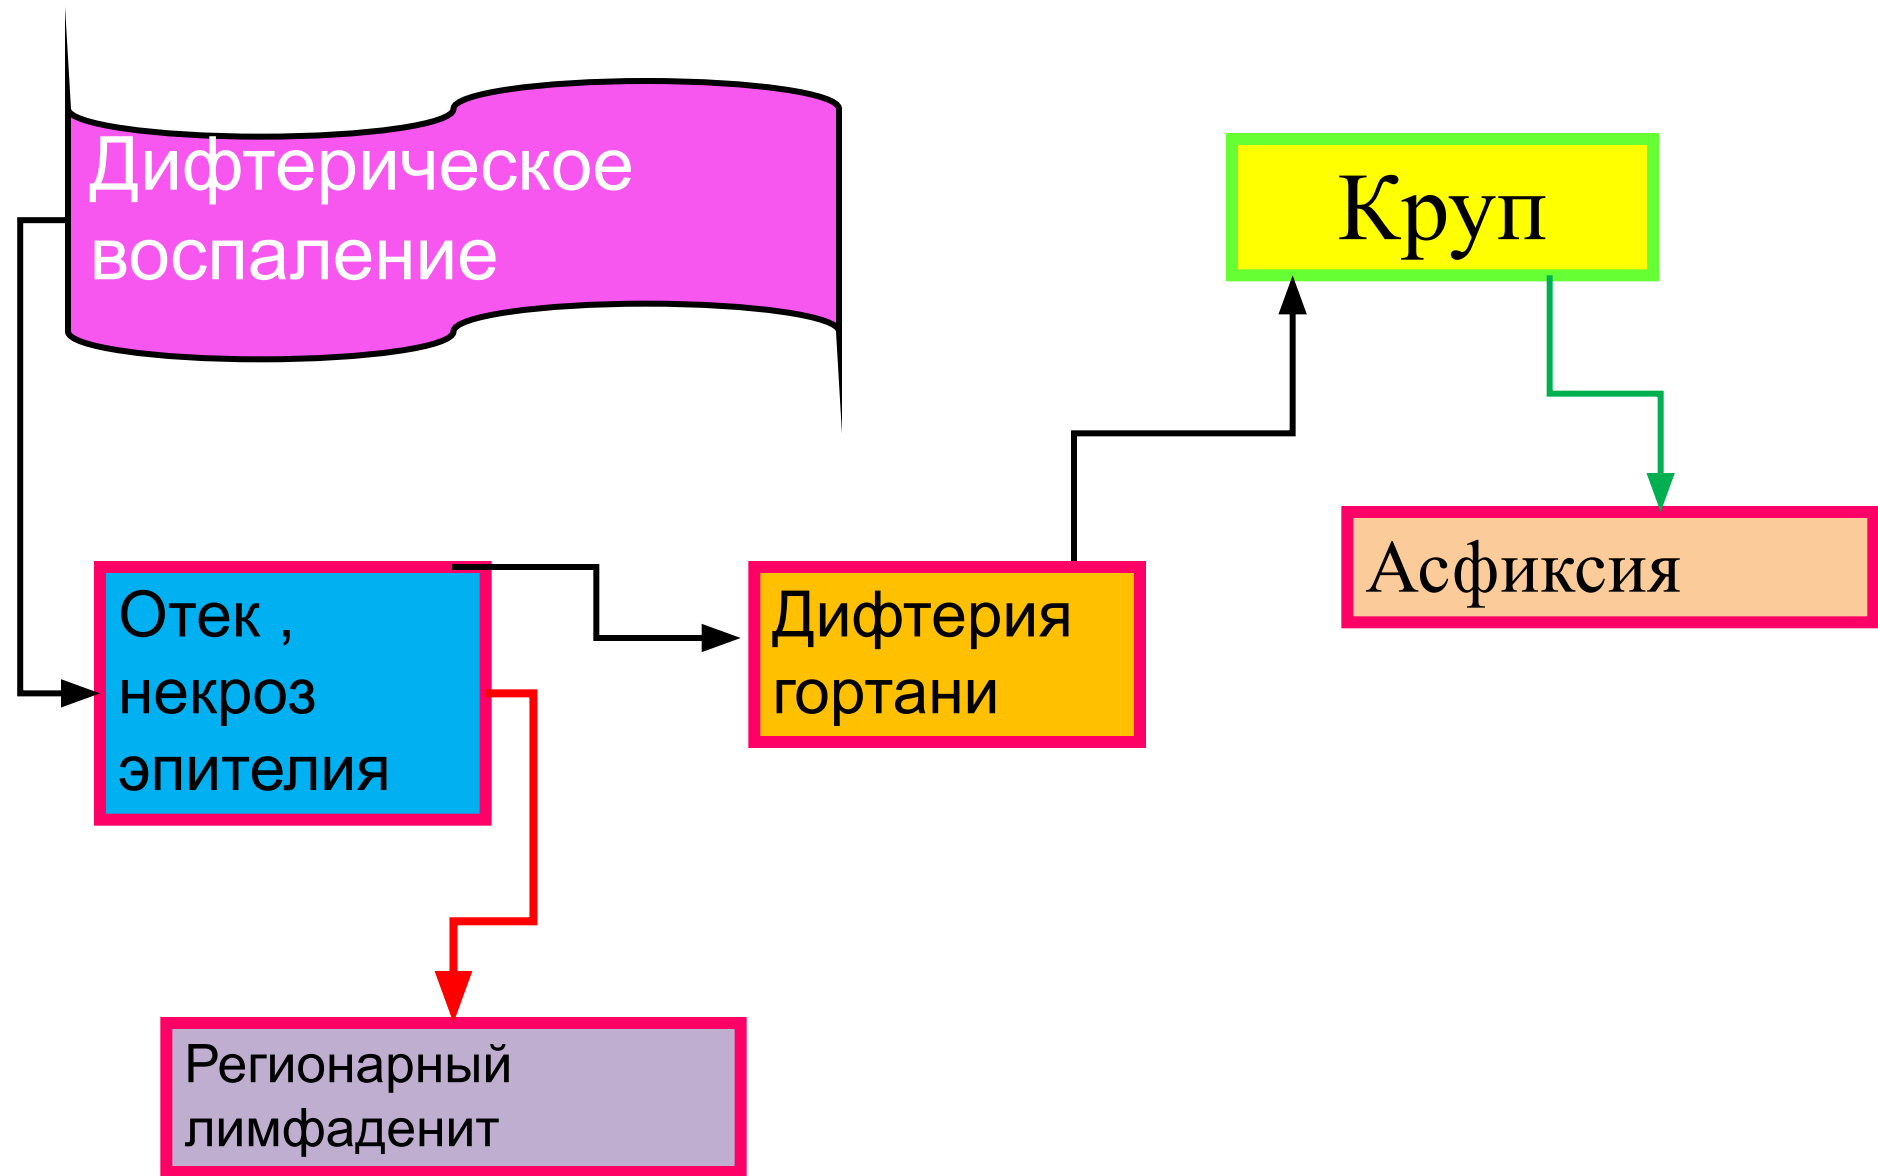 Дифтерическое
воспаление
Круп
Асфиксия
Отек ,
некроз
эпителия
Дифтерия
гортани
Регионарный
лимфаденит